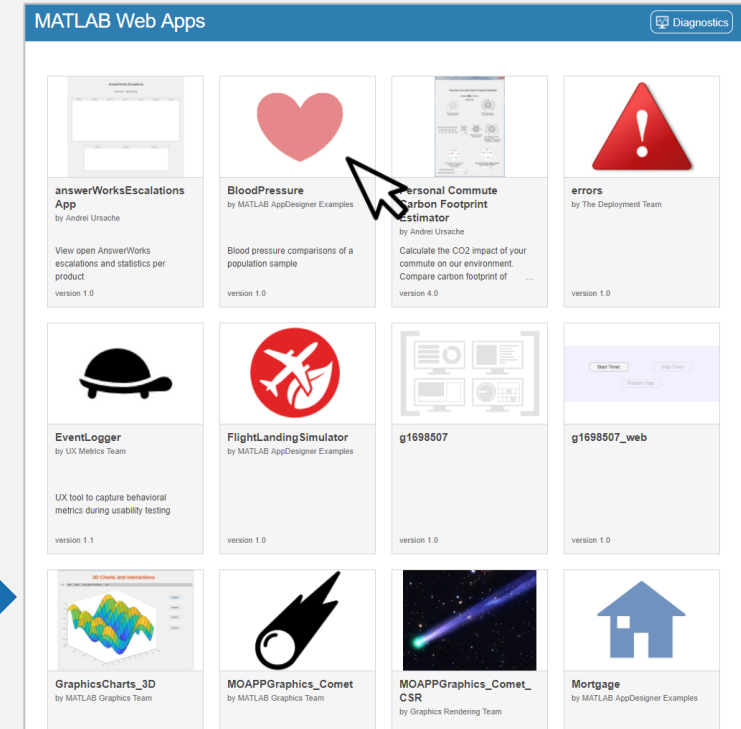 MATLAB Web Apps
Diagnostics
answerWorksEscalations
App
by Andrei Ursache
View open AnswerWorks
escalations and statistics per
product
version 1.0
BloodPressure
by MATLAB AppDesigner Examples
Blood pressure comparisons of a
population sample
version 1.0
Personal Commute
Carbon Footprint
Estimator
by Andrei Ursache
Calculate the CO2 impact of your
commute on our environment.
Compare carbon footprint of ...
version 4.0
errors
by The Deployment Team
version 1.0
EventLogger
by UX Metrics Team
UX tool to capture behavioral
metrics during usability testing
version 1.1
FlightLandingSimulator
by MATLAB AppDesigner Examples
version 1.0
g1698507
version 1.0
Start Timer
Stop Timer
g1698507_web
version 1.0
3D Charts and Interactions
GraphicsCharts_3D
by MATLAB Graphics Team
MOAPPGraphics_Comet
by MATLAB Graphics Team
MOAPPGraphics_Comet_
CSR
by Graphics Rendering Team
Mortgage
by MATLAB AppDesigner Examples